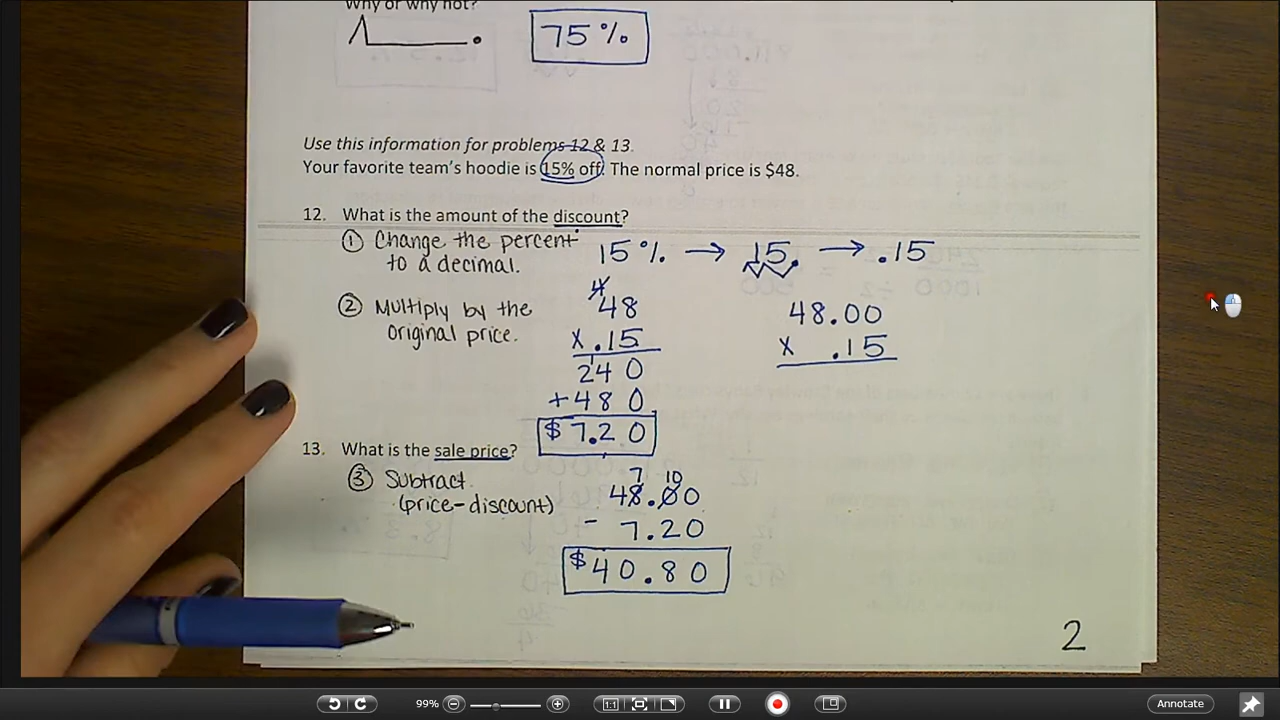 Why or why not?
75%
Use this information for problems 12 & 13.
Your favorite team's hoodie is 15% off. The normal price is $48.
12. What is the amount of the discount?
① Change the percent
to a decimal.
15% → 15. → .15
② Multiply by the
original price.
4
48
x .15
1
240
+480
$7.20
48.00
x .15
13. What is the sale price?
③ Subtract
(price-discount)
7 10
48.00
- 7.20
$40.80
2
99%
1:1
Annotate